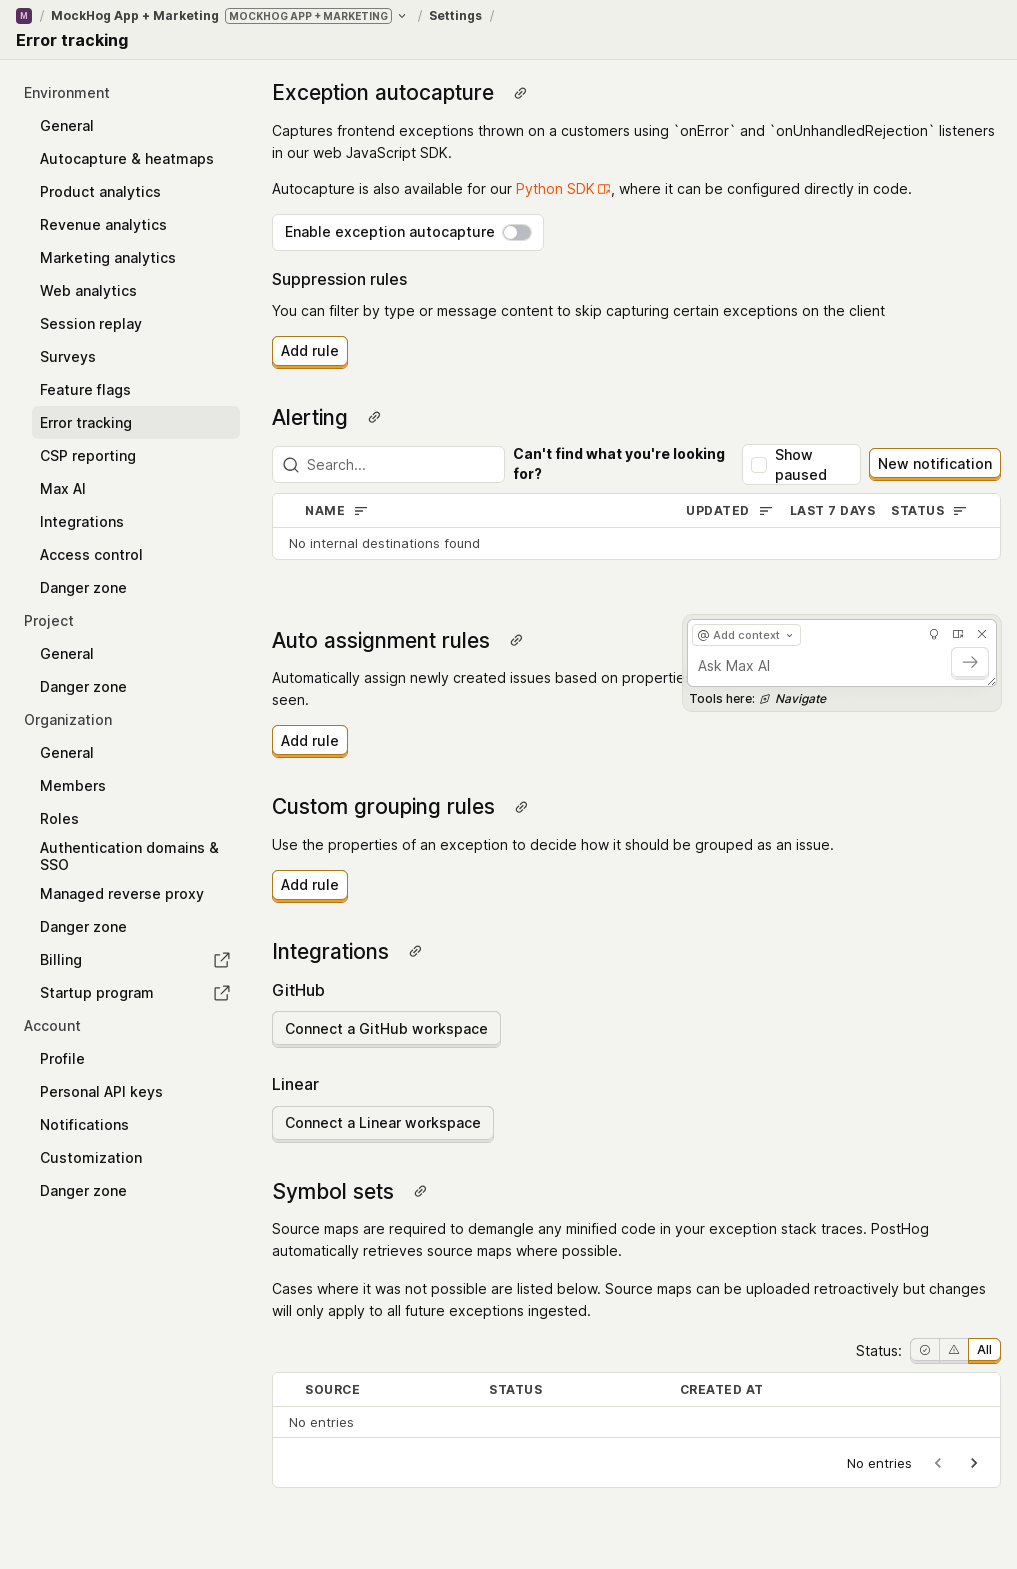 M / MockHog App + Marketing MOCKHOG APP + MARKETING / Settings /
Error tracking
Environment
General
Autocapture & heatmaps
Product analytics
Revenue analytics
Marketing analytics
Web analytics
Session replay
Surveys
Feature flags
Error tracking
CSP reporting
Max AI
Integrations
Access control
Danger zone
Project
General
Danger zone
Organization
General
Members
Roles
Authentication domains &
SSO
Managed reverse proxy
Danger zone
Billing
Startup program
Account
Profile
Personal API keys
Notifications
Customization
Danger zone
Exception autocapture
Captures frontend exceptions thrown on a customers using `onError` and `onUnhandledRejection` listeners
in our web JavaScript SDK.
Autocapture is also available for our Python SDK, where it can be configured directly in code.
Enable exception autocapture
Suppression rules
You can filter by type or message content to skip capturing certain exceptions on the client
Add rule
Alerting
Search...
Can't find what you're looking
for?
Show
paused
New notification
NAME UPDATED LAST 7 DAYS STATUS
No internal destinations found
Auto assignment rules
Automatically assign newly created issues based on propertie
seen.
Add rule
@ Add context
Ask Max AI
Tools here: Navigate
Custom grouping rules
Use the properties of an exception to decide how it should be grouped as an issue.
Add rule
Integrations
GitHub
Connect a GitHub workspace
Linear
Connect a Linear workspace
Symbol sets
Source maps are required to demangle any minified code in your exception stack traces. PostHog
automatically retrieves source maps where possible.
Cases where it was not possible are listed below. Source maps can be uploaded retroactively but changes
will only apply to all future exceptions ingested.
Status: All
SOURCE STATUS CREATED AT
No entries
No entries